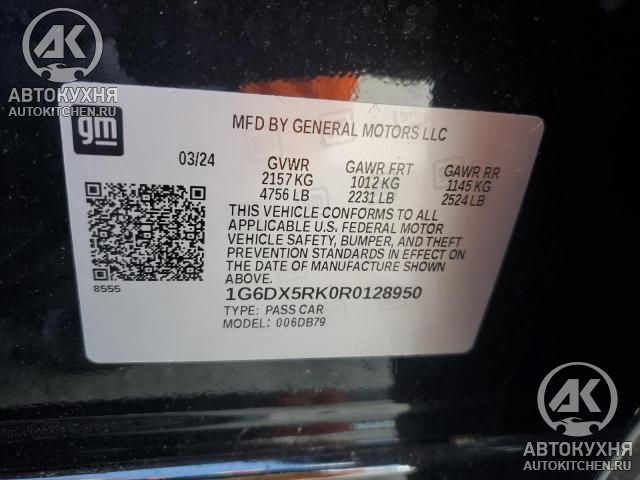 AK
АВТОКУХНЯ
AUTOKITCHEN.RU
gm
MFD BY GENERAL MOTORS LLC
03/24 GVWR GAWR FRT GAWR RR
2157 KG 1012 KG 1145 KG
4756 LB 2231 LB 2524 LB
THIS VEHICLE CONFORMS TO ALL
APPLICABLE U.S. FEDERAL MOTOR
VEHICLE SAFETY, BUMPER, AND THEFT
PREVENTION STANDARDS IN EFFECT ON
THE DATE OF MANUFACTURE SHOWN
ABOVE.
8555
1G6DX5RK0R0128950
TYPE: PASS CAR
MODEL: 006DB79
AK
АВТОКУХНЯ
AUTOKITCHEN.RU